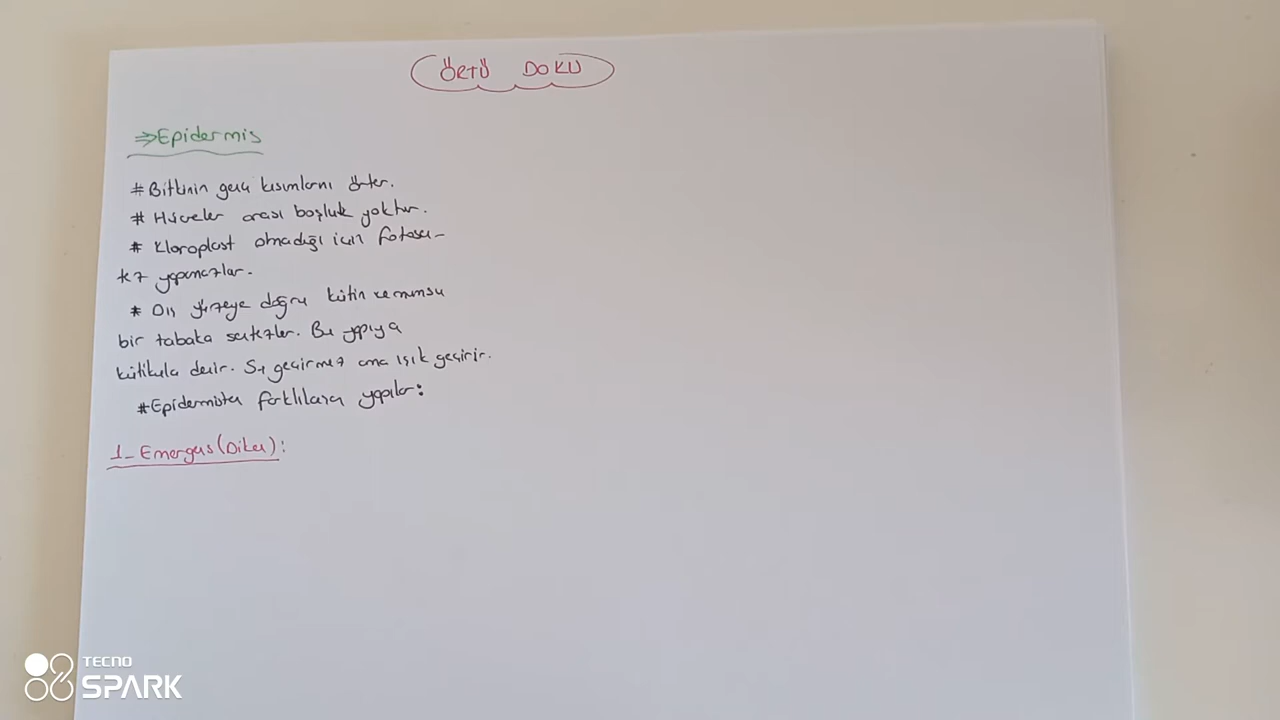 ÖRTÜ DOKU
⇒Epidermis
# Bitkinin genç kısımlarını örter.
# Hücreler arası boşluk yoktur.
# Kloroplast olmadığı için fotosen-
tez yapamazlar.
# Dış yüzeye doğru kütin ve mumsu
bir tabaka sentezler. Bu yapıya
kütikula denir. Su geçirmez ama ışık geçirir.
#Epidermisten farklılaşan yapılar:
1- Emergens(Diken):
TECNO
SPARK